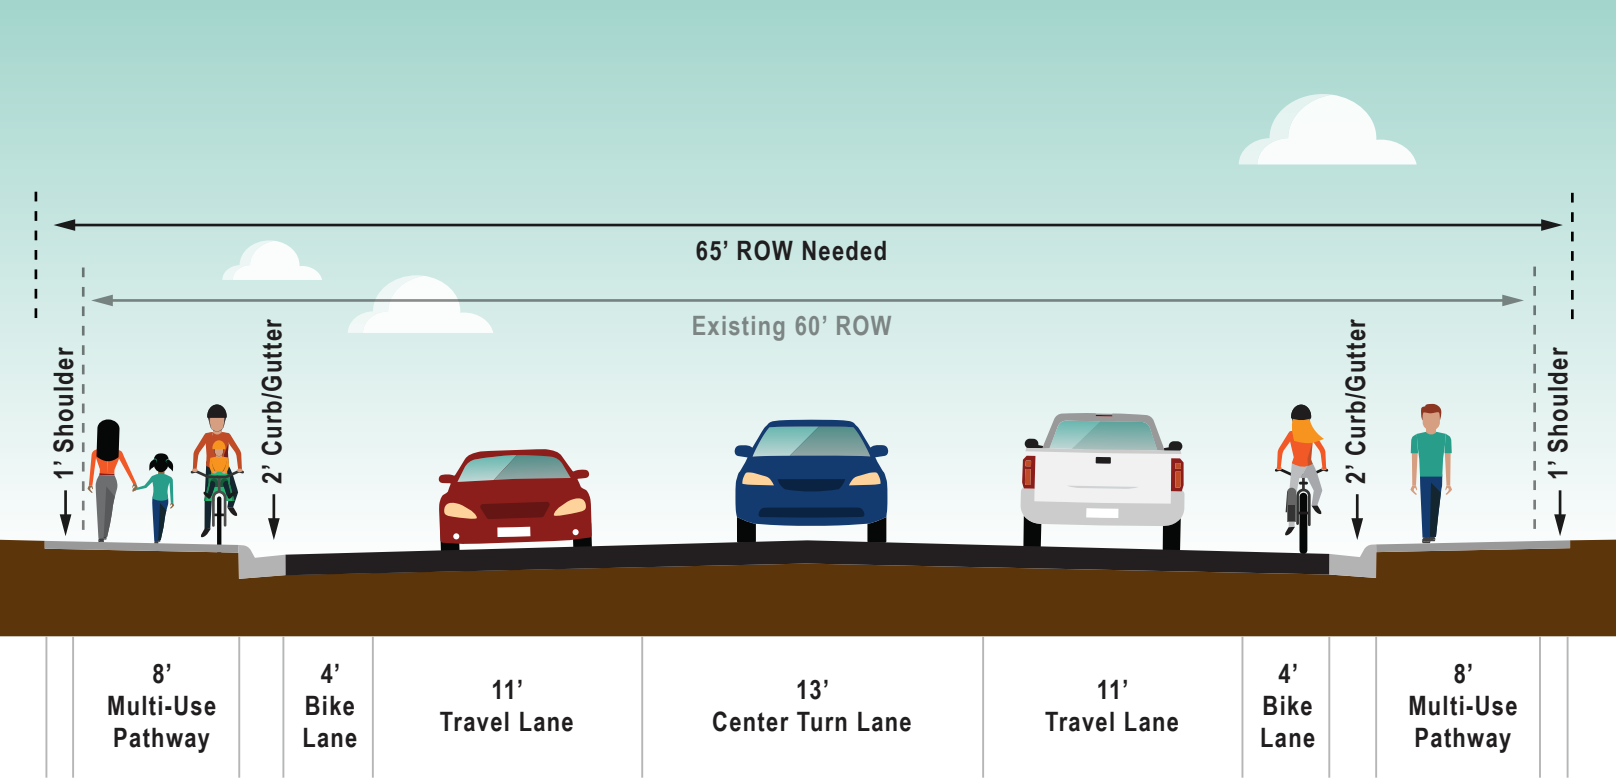 65’ ROW Needed
Existing 60’ ROW
1’ Shoulder
2’ Curb/Gutter
2’ Curb/Gutter
1’ Shoulder
8’
Multi-Use
Pathway
4’
Bike
Lane
11’
Travel Lane
13’
Center Turn Lane
11’
Travel Lane
4’
Bike
Lane
8’
Multi-Use
Pathway